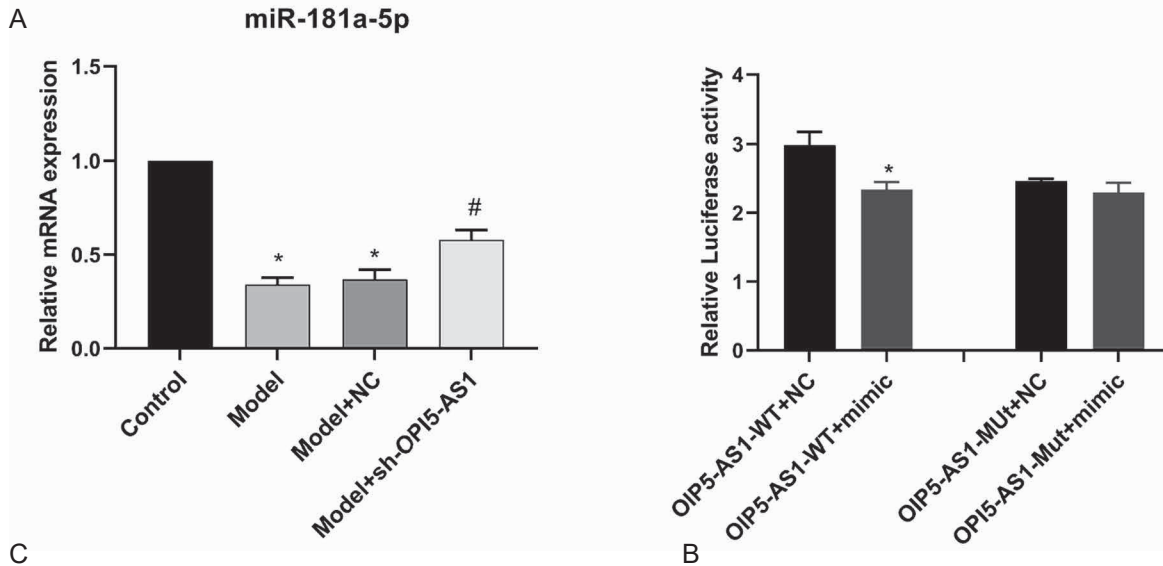 A
miR-181a-5p
Relative mRNA expression
1.5
1.0
0.5
0.0
*
*
#
Control
Model
Model+NC
Model+sh-OPI5-AS1
Relative Luciferase activity
4
3
2
1
0
*
OIP5-AS1-WT+NC
OIP5-AS1-WT+mimic
OIP5-AS1-MUt+NC
OPI5-AS1-Mut+mimic
C
B